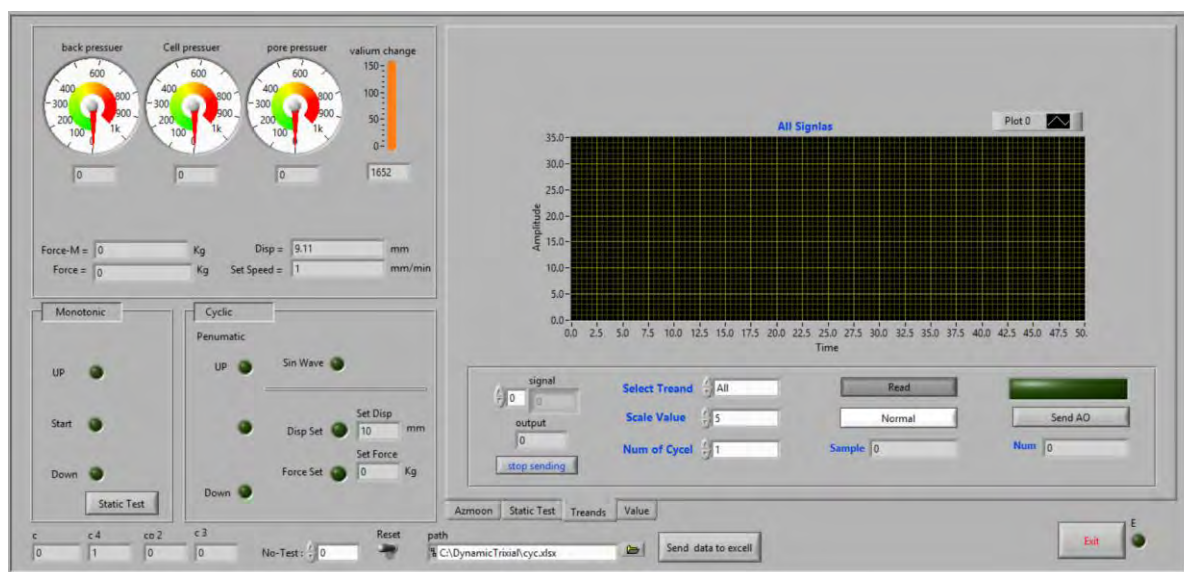 back pressuer
Cell pressuer
pore pressuer
valium change
0 100 200 300 400 600 800 900 1k
0 100 200 300 400 600 800 900 1k
0 100 200 300 400 600 800 900 1k
150
100
50
0
0
0
0
1652
Force-M = 0 Kg
Disp = 9.11 mm
Force = 0 Kg
Set Speed = 1 mm/min
Monotonic
UP
Start
Down
Static Test
Cyclic
Penumatic
UP
Sin Wave
Set Disp
Disp Set 10 mm
Set Force
Force Set 0 Kg
Down
All Signlas
Plot 0
Amplitude
35.0
30.0
25.0
20.0
15.0
10.0
5.0
0.0
0.0 2.5 5.0 7.5 10.0 12.5 15.0 17.5 20.0 22.5 25.0 27.5 30.0 32.5 35.0 37.5 40.0 42.5 45.0 47.5 50.
Time
signal
0 0
output
0
stop sending
Select Treand All
Scale Value 5
Num of Cycel 1
Read
Normal
Sample 0
Send AO
Num 0
Azmoon Static Test Treands Value
c c 4 co 2 c 3
0 1 0 0
No-Test : 0
Reset
path
C:\DynamicTrixial\cyc.xlsx
Send data to excell
Exit
E